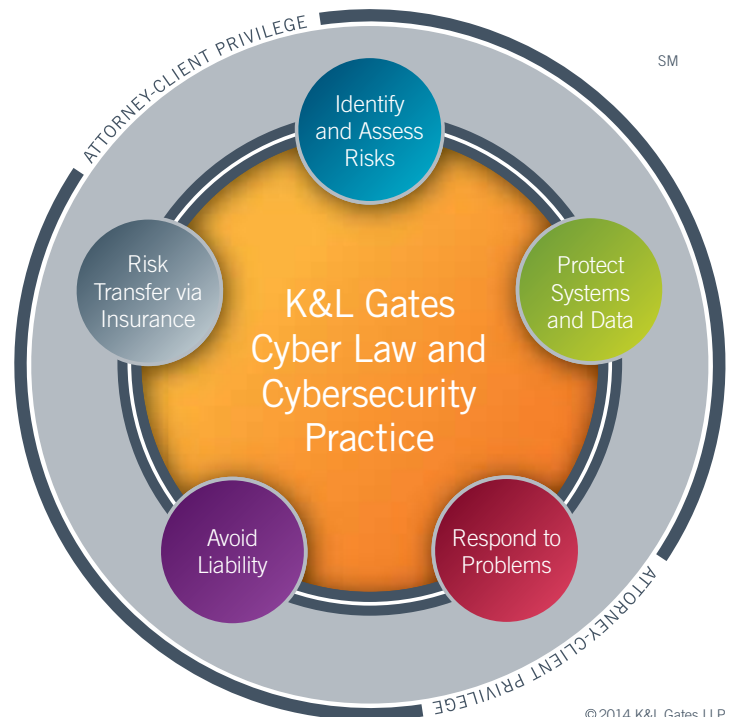 ATTORNEY-CLIENT PRIVILEGE
SM
Identify
and Assess
Risks
Risk
Transfer via
Insurance
Protect
Systems
and Data
K&L Gates
Cyber Law and
Cybersecurity
Practice
Avoid
Liability
Respond to
Problems
ATTORNEY-CLIENT PRIVILEGE
©2014 K&L Gates LLP